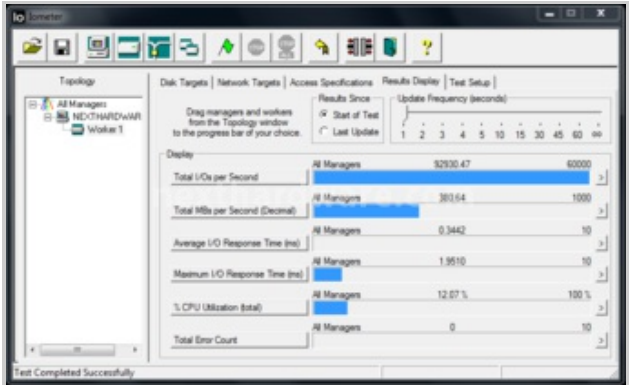 Io Iometer
Topology
All Managers
NEXTHARDWAR
Worker 1
Disk Targets Network Targets Access Specifications Results Display Test Setup
Drag managers and workers
from the Topology window
to the progress bar of your choice.
Results Since
Start of Test
Last Update
Update Frequency (seconds)
1 2 3 4 5 10 15 30 45 60 ∞
Display
All Managers 92930.47 60000
Total I/Os per Second
All Managers 380.64 1000
Total MBs per Second (Decimal)
All Managers 0.3442 10
Average I/O Response Time (ms)
All Managers 1.9510 10
Maximum I/O Response Time (ms)
All Managers 12.07 % 100 %
% CPU Utilization (total)
All Managers 0 10
Total Error Count
Test Completed Successfully